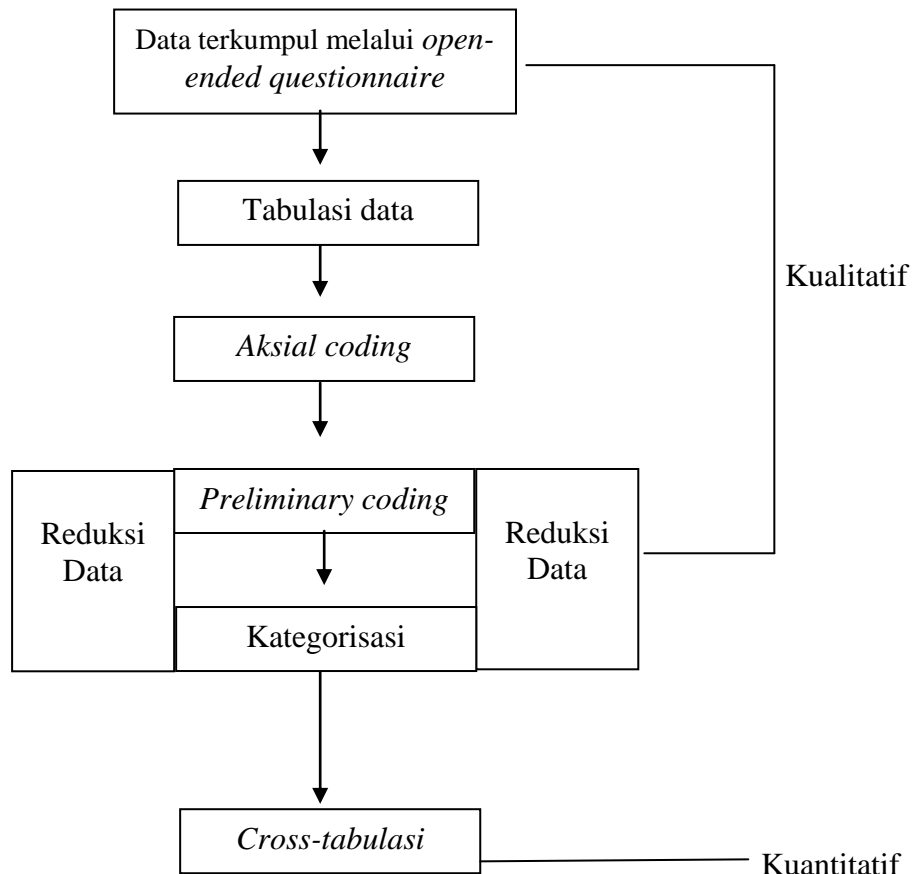 Data terkumpul melalui open-
ended questionnaire
Tabulasi data
Kualitatif
Aksial coding
Preliminary coding
Reduksi
Data
Reduksi
Data
Kategorisasi
Cross-tabulasi
Kuantitatif